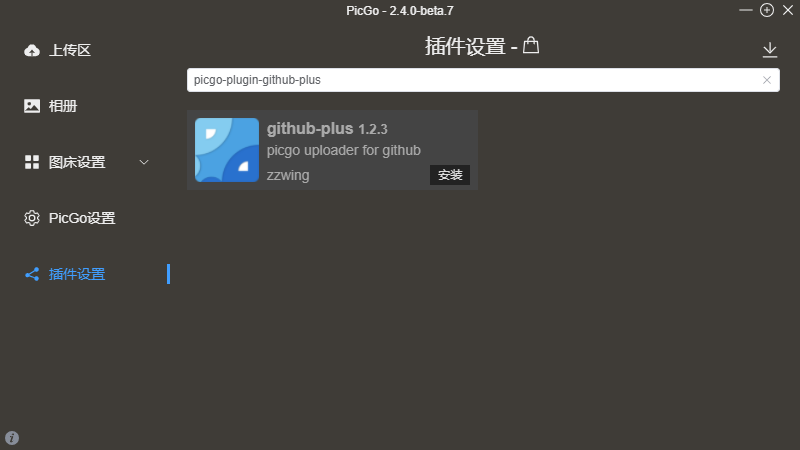 PicGo - 2.4.0-beta.7
上传区
相册
图床设置
PicGo设置
插件设置
插件设置 -
picgo-plugin-github-plus
github-plus 1.2.3
picgo uploader for github
zzwing
安装